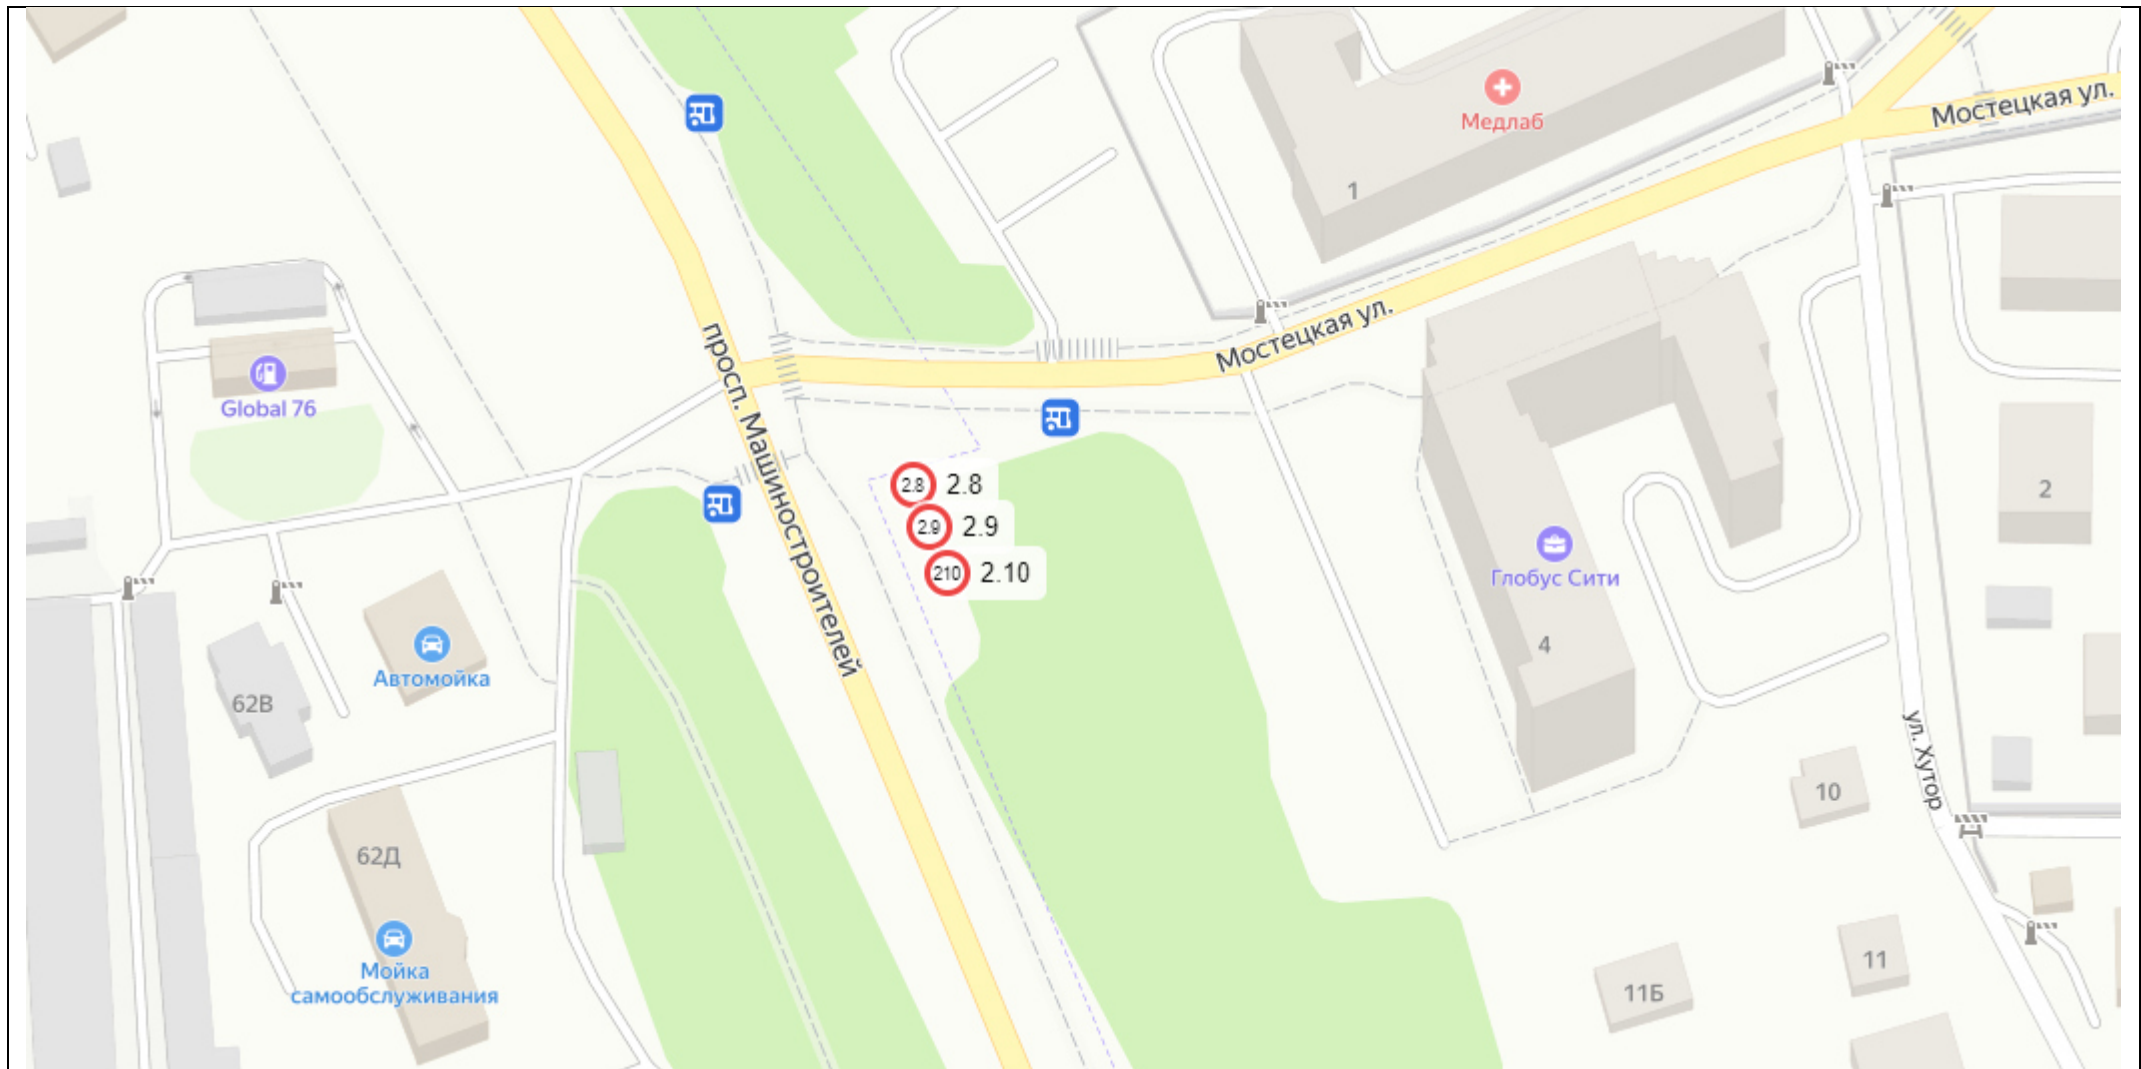 Мостецкая ул.
Медлаб
1
просп. Машиностроителей
Мостецкая ул.
Global 76
2.8 2.8
2.9 2.9
210 2.10
2
Глобус Сити
4
Автомойка
62В
ул. Хутор
10
62Д
Мойка
самообслуживания
11
11Б